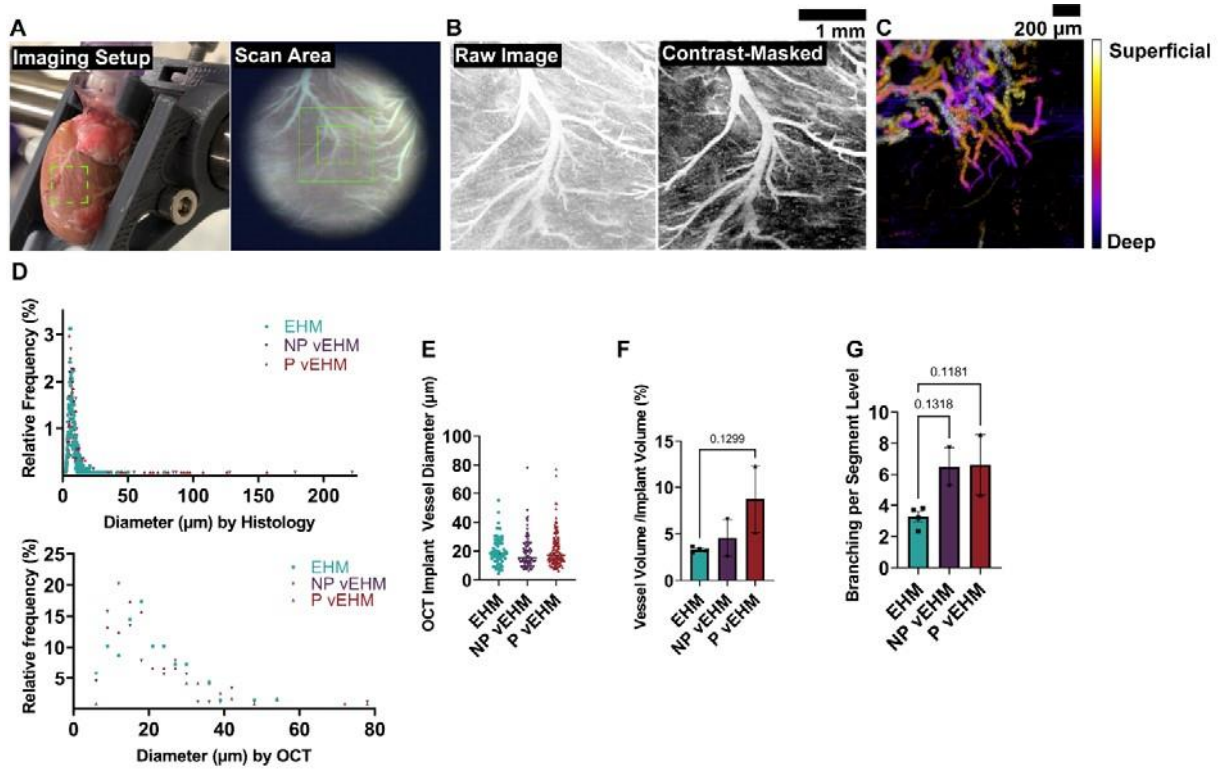 A
Imaging Setup
Scan Area
B
1 mm
Raw Image
Contrast-Masked
C
200 µm
Superficial
Deep
D
Relative Frequency (%)
3
2
1
EHM
NP vEHM
P vEHM
0
50
100
150
200
Diameter (µm) by Histology
Relative frequency (%)
25
20
15
10
5
EHM
NP vEHM
P vEHM
0
20
40
60
80
Diameter (µm) by OCT
E
OCT Implant Vessel Diameter (µm)
100
80
60
40
20
0
EHM
NP vEHM
P vEHM
F
Vessel Volume /Implant Volume (%)
15
10
5
0
0.1299
EHM
NP vEHM
P vEHM
G
Branching per Segment Level
10
8
6
4
2
0
0.1181
0.1318
EHM
NP vEHM
P vEHM